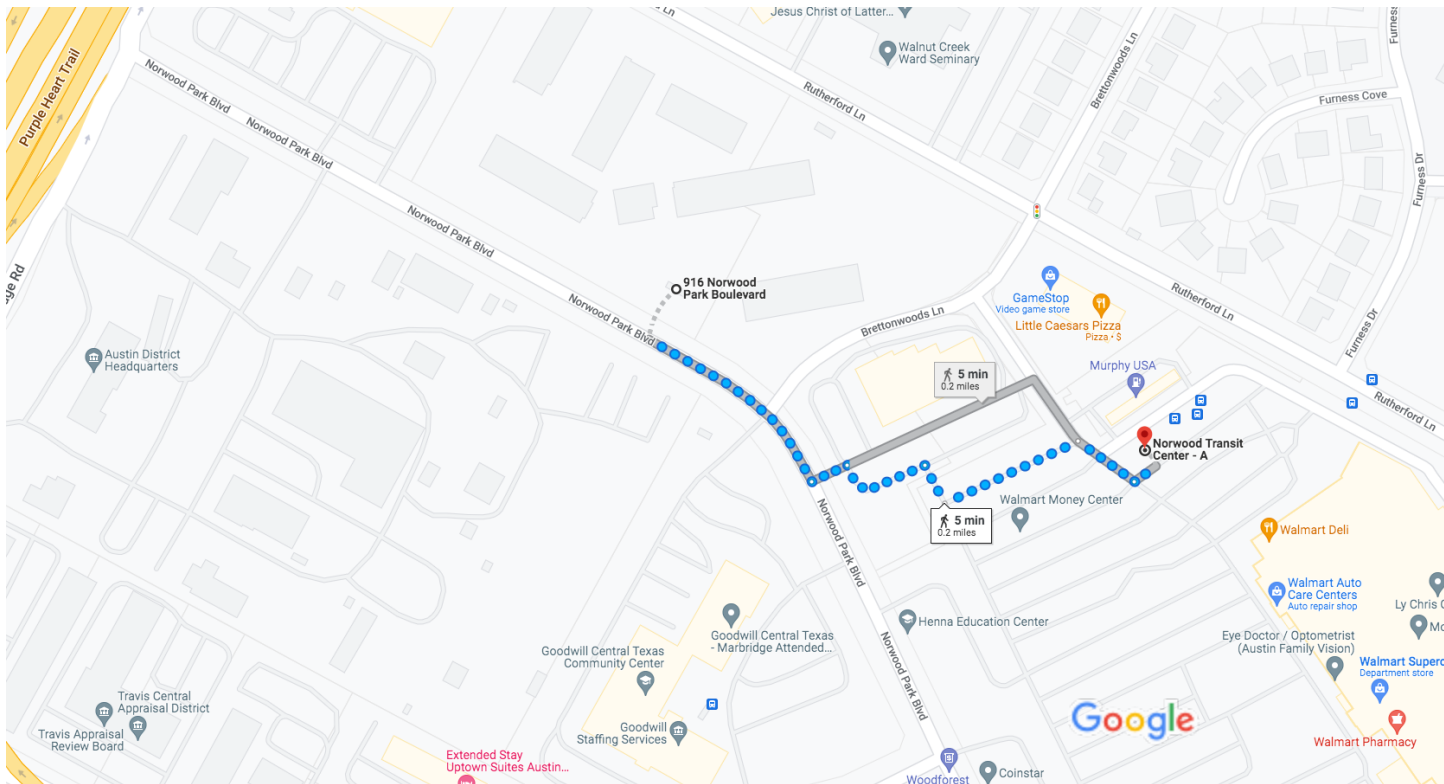 Ln
Jesus Christ of Latter...
Walnut Creek
Ward Seminary
Brettonwoods Ln
Furness
Purple Heart Trail
Norwood Park Blvd
Norwood Park Blvd
Rutherford Ln
Furness Cove
Furness Dr
Norwood Park Blvd
916 Norwood
Park Boulevard
Norwood Park Blvd
Brettonwoods Ln
GameStop
Video game store
Little Caesars Pizza
Pizza • $
Rutherford Ln
Furness Dr
Austin District
Headquarters
5 min
0.2 miles
Murphy USA
Rutherford Ln
Norwood Transit
Center - A
Walmart Money Center
5 min
0.2 miles
Norwood Park Blvd
Walmart Deli
Walmart Auto
Care Centers
Auto repair shop
Ly Chris
Henna Education Center
Goodwill Central Texas
- Marbridge Attended...
Goodwill Central Texas
Community Center
Eye Doctor / Optometrist
(Austin Family Vision)
Norwood Park Blvd
Walmart Superc
Department store
Travis Central
Appraisal District
Travis Appraisal
Review Board
Goodwill
Staffing Services
Google
Walmart Pharmacy
Extended Stay
Uptown Suites Austin...
Woodforest
Coinstar